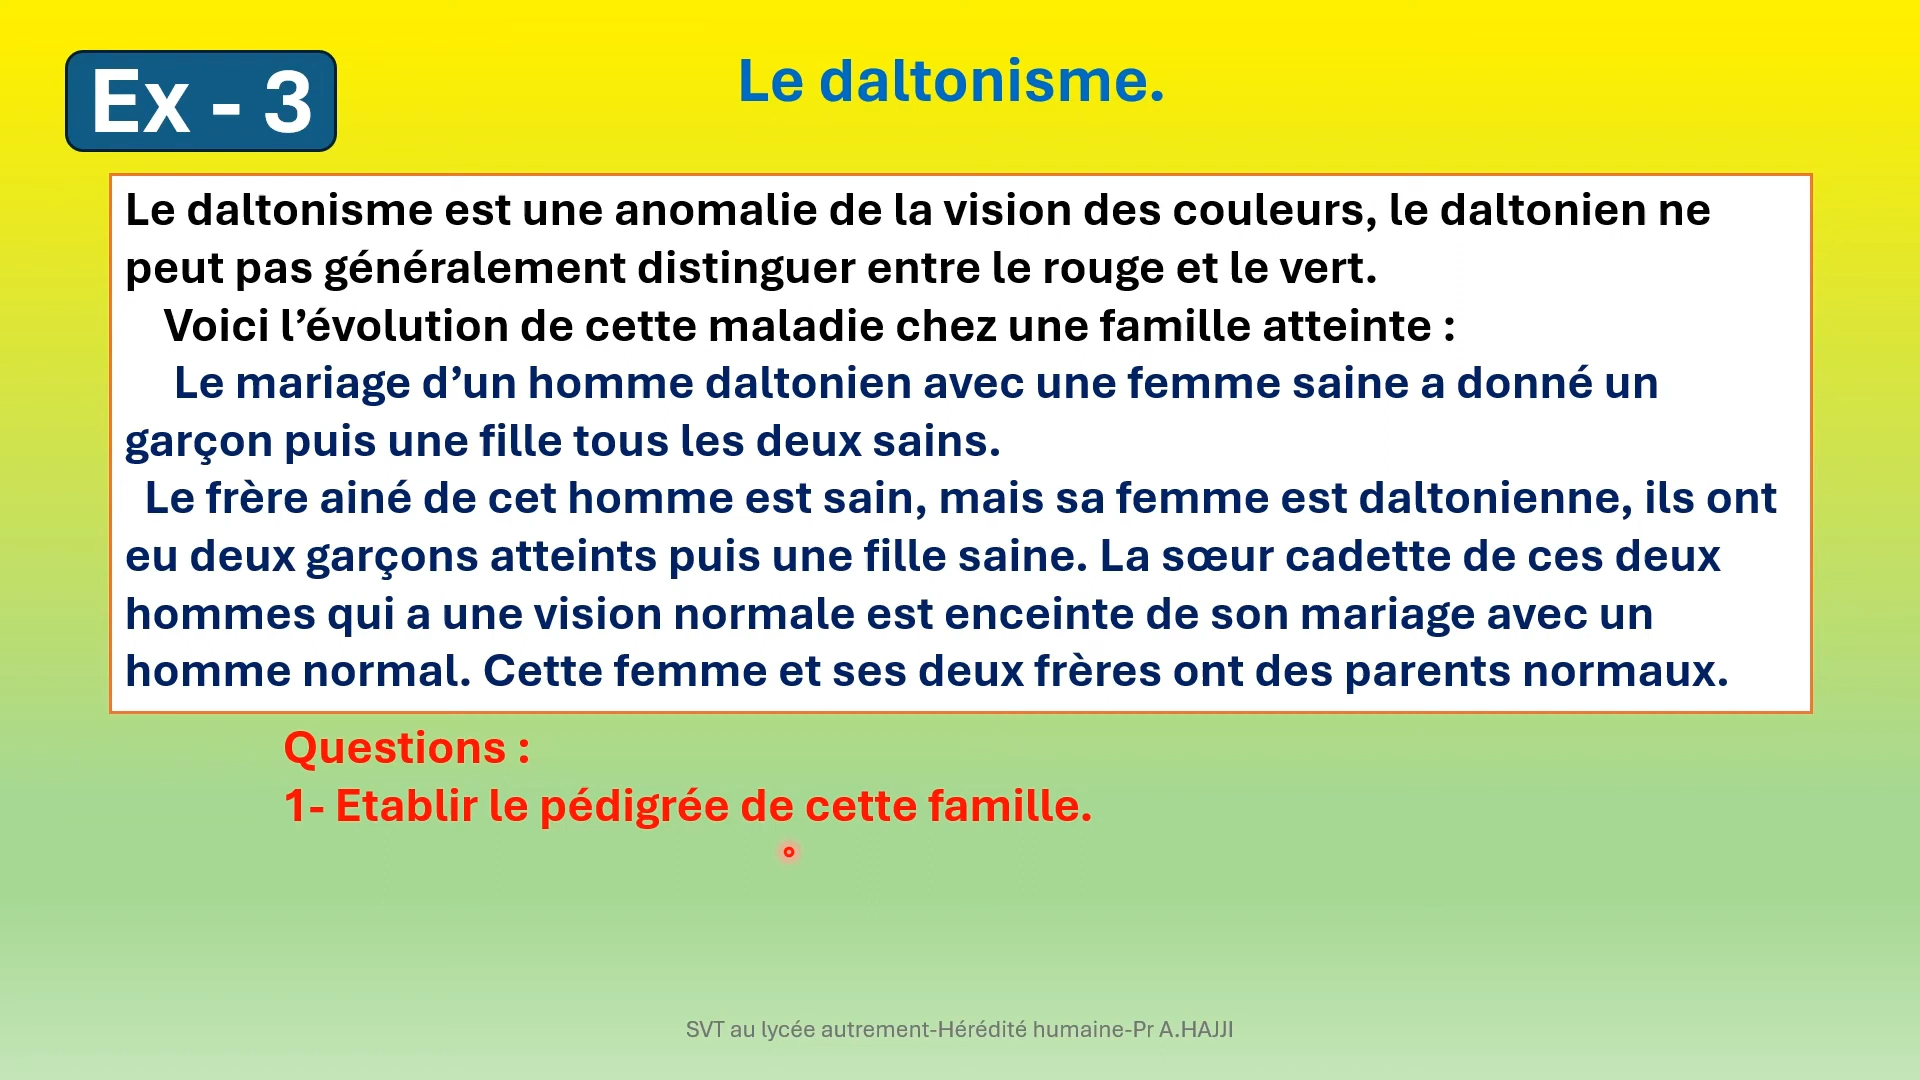 Ex - 3
Le daltonisme.
Le daltonisme est une anomalie de la vision des couleurs, le daltonien ne
peut pas généralement distinguer entre le rouge et le vert.
Voici l’évolution de cette maladie chez une famille atteinte :
Le mariage d’un homme daltonien avec une femme saine a donné un
garçon puis une fille tous les deux sains.
Le frère ainé de cet homme est sain, mais sa femme est daltonienne, ils ont
eu deux garçons atteints puis une fille saine. La sœur cadette de ces deux
hommes qui a une vision normale est enceinte de son mariage avec un
homme normal. Cette femme et ses deux frères ont des parents normaux.
Questions :
1- Etablir le pédigrée de cette famille.
SVT au lycée autrement-Hérédité humaine-Pr A.HAJJI